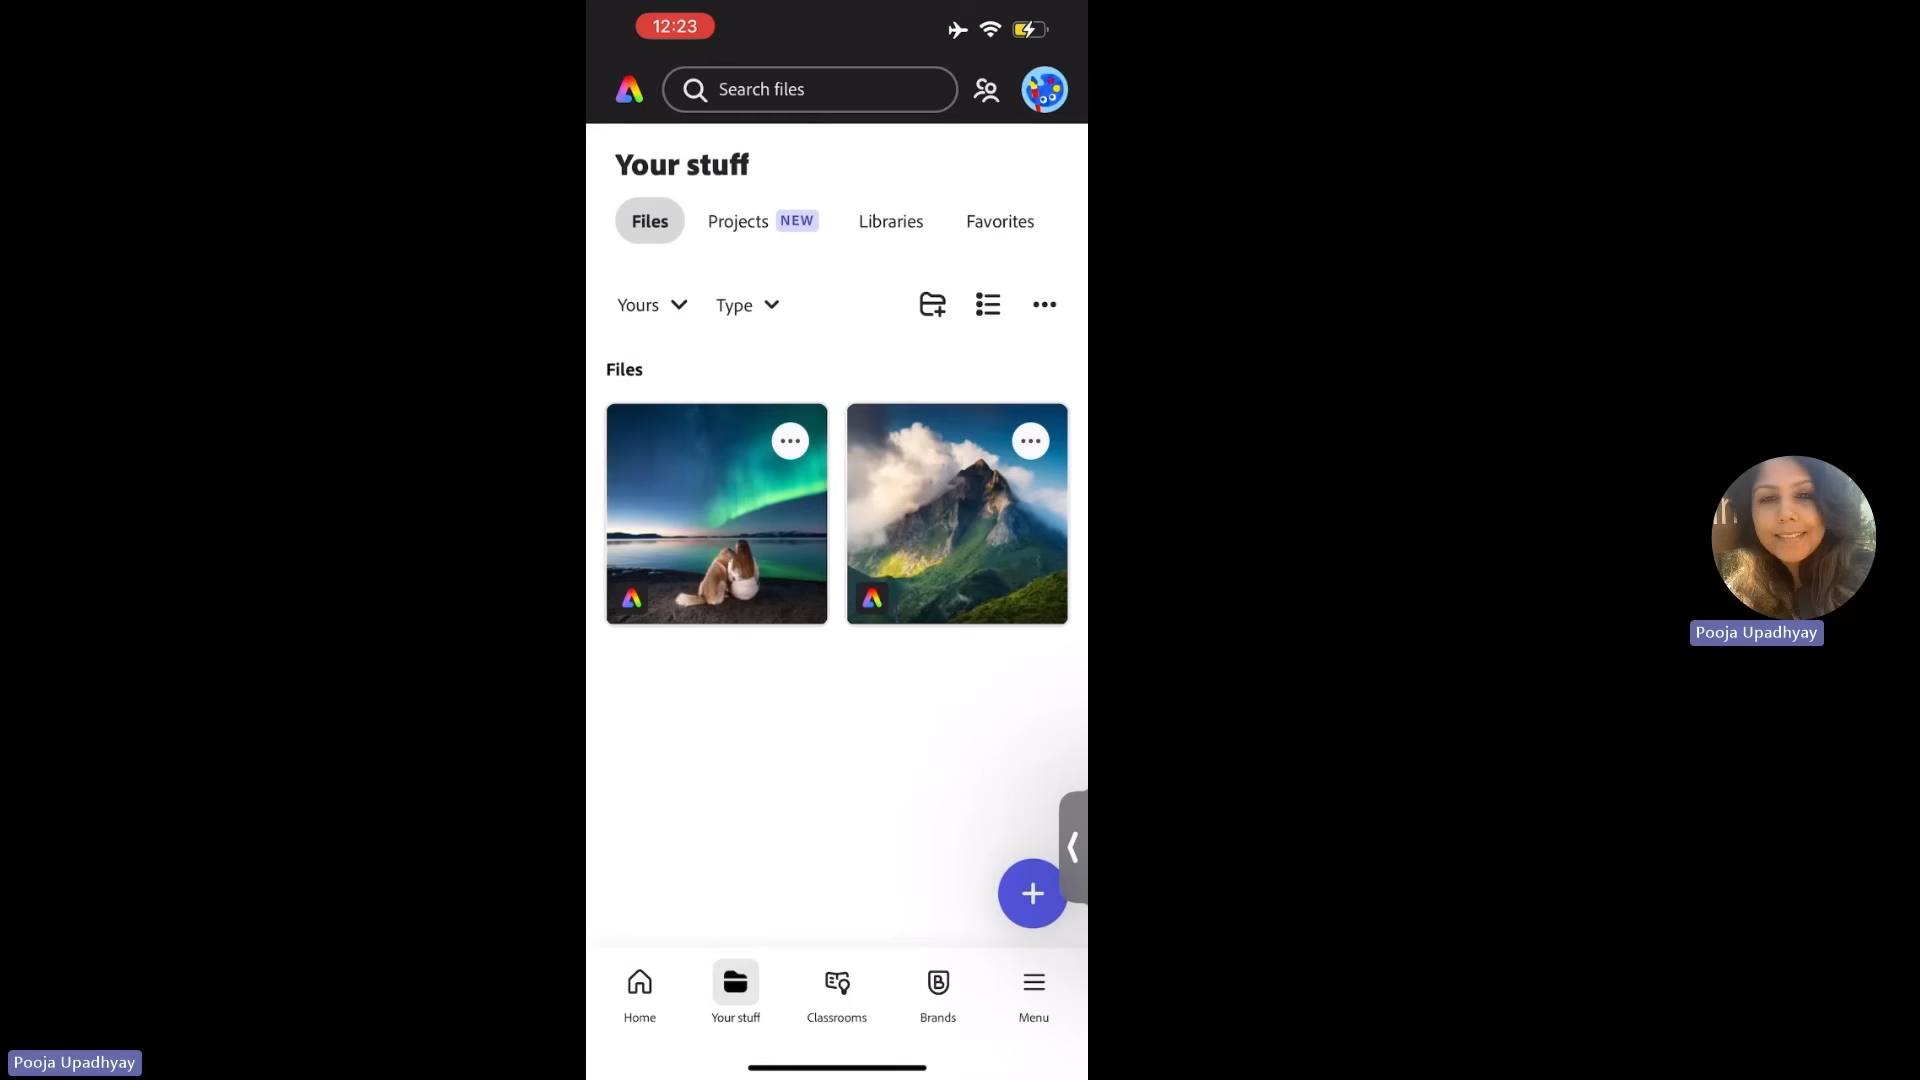 12:23
Search files
Your stuff
Files
Projects NEW
Libraries
Favorites
Yours
Type
Files
Pooja Upadhyay
Home
Your stuff
Classrooms
Brands
Menu
Pooja Upadhyay